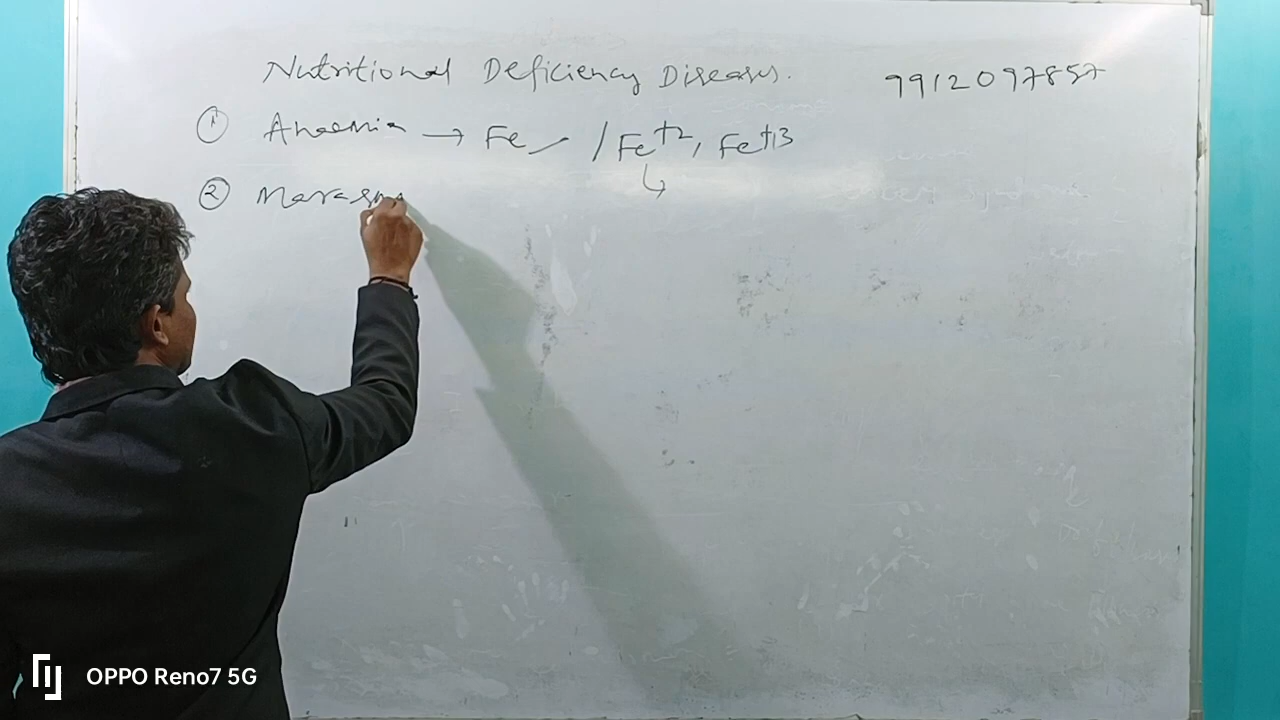 Nutritional Deficiency Diseases. 9912097857
① Anaemia → Fe / Fe+2, Fe+3
② Marasm
OPPO Reno7 5G